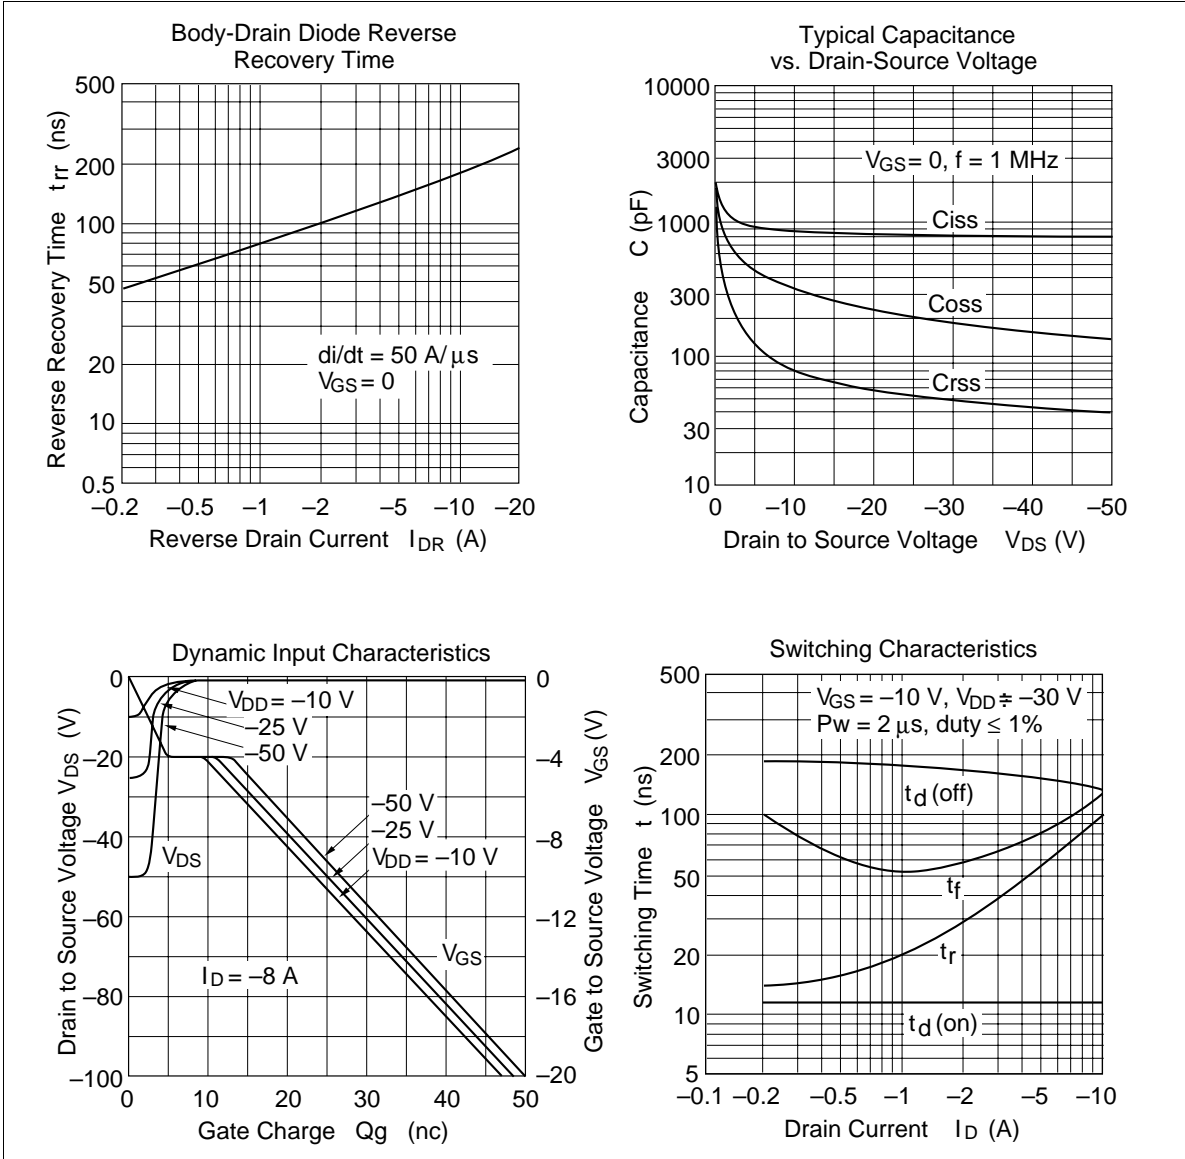 Body-Drain Diode Reverse
Recovery Time
500
200
100
50
20
10
0.5
Reverse Recovery Time trr (ns)
di/dt = 50 A/µs
VGS = 0
–0.2 –0.5 –1 –2 –5 –10 –20
Reverse Drain Current IDR (A)
Typical Capacitance
vs. Drain-Source Voltage
10000
3000
1000
300
100
30
10
Capacitance C (pF)
VGS = 0, f = 1 MHz
Ciss
Coss
Crss
0 –10 –20 –30 –40 –50
Drain to Source Voltage VDS (V)
Dynamic Input Characteristics
0
–20
–40
–60
–80
–100
Drain to Source Voltage VDS (V)
VDD = –10 V
–25 V
–50 V
–50 V
–25 V
VDD = –10 V
VDS
VGS
ID = –8 A
0
–4
–8
–12
–16
–20
Gate to Source Voltage VGS (V)
0 10 20 30 40 50
Gate Charge Qg (nc)
Switching Characteristics
500
200
100
50
20
10
5
Switching Time t (ns)
VGS = –10 V, VDD ≑ –30 V
Pw = 2 µs, duty ≤ 1%
td(off)
tf
tr
td(on)
–0.1 –0.2 –0.5 –1 –2 –5 –10
Drain Current ID (A)